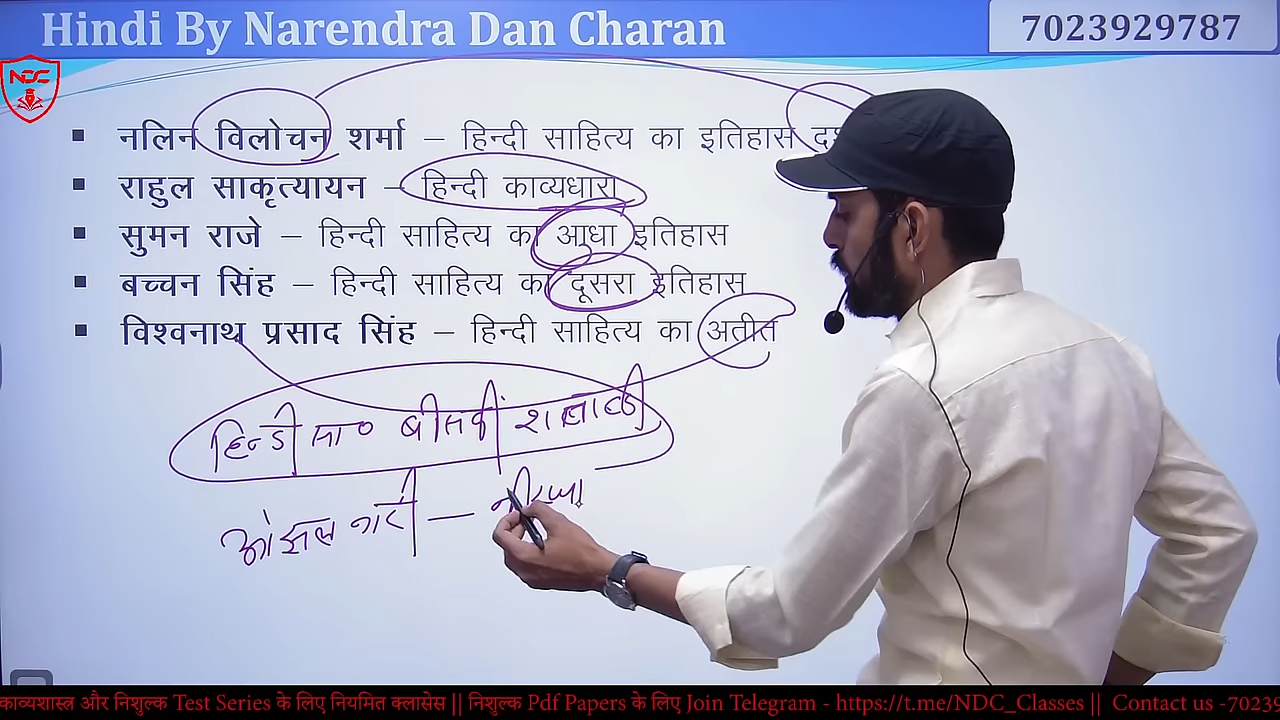 Hindi By Narendra Dan Charan
7023929787
NDC
▪ नलिन विलोचन शर्मा – हिन्दी साहित्य का इतिहास
▪ राहुल साकृत्यायन – हिन्दी काव्यधारा
▪ सुमन राजे – हिन्दी साहित्य का आधा इतिहास
▪ बच्चन सिंह – हिन्दी साहित्य का दूसरा इतिहास
▪ विश्वनाथ प्रसाद सिंह – हिन्दी साहित्य का अतीत
हिन्दी सा० बीसवीं शताब्दी
काव्यशास्त्र और निशुल्क Test Series के लिए नियमित क्लासेस || निशुल्क Pdf Papers के लिए Join Telegram - https://t.me/NDC_Classes || Contact us -7023